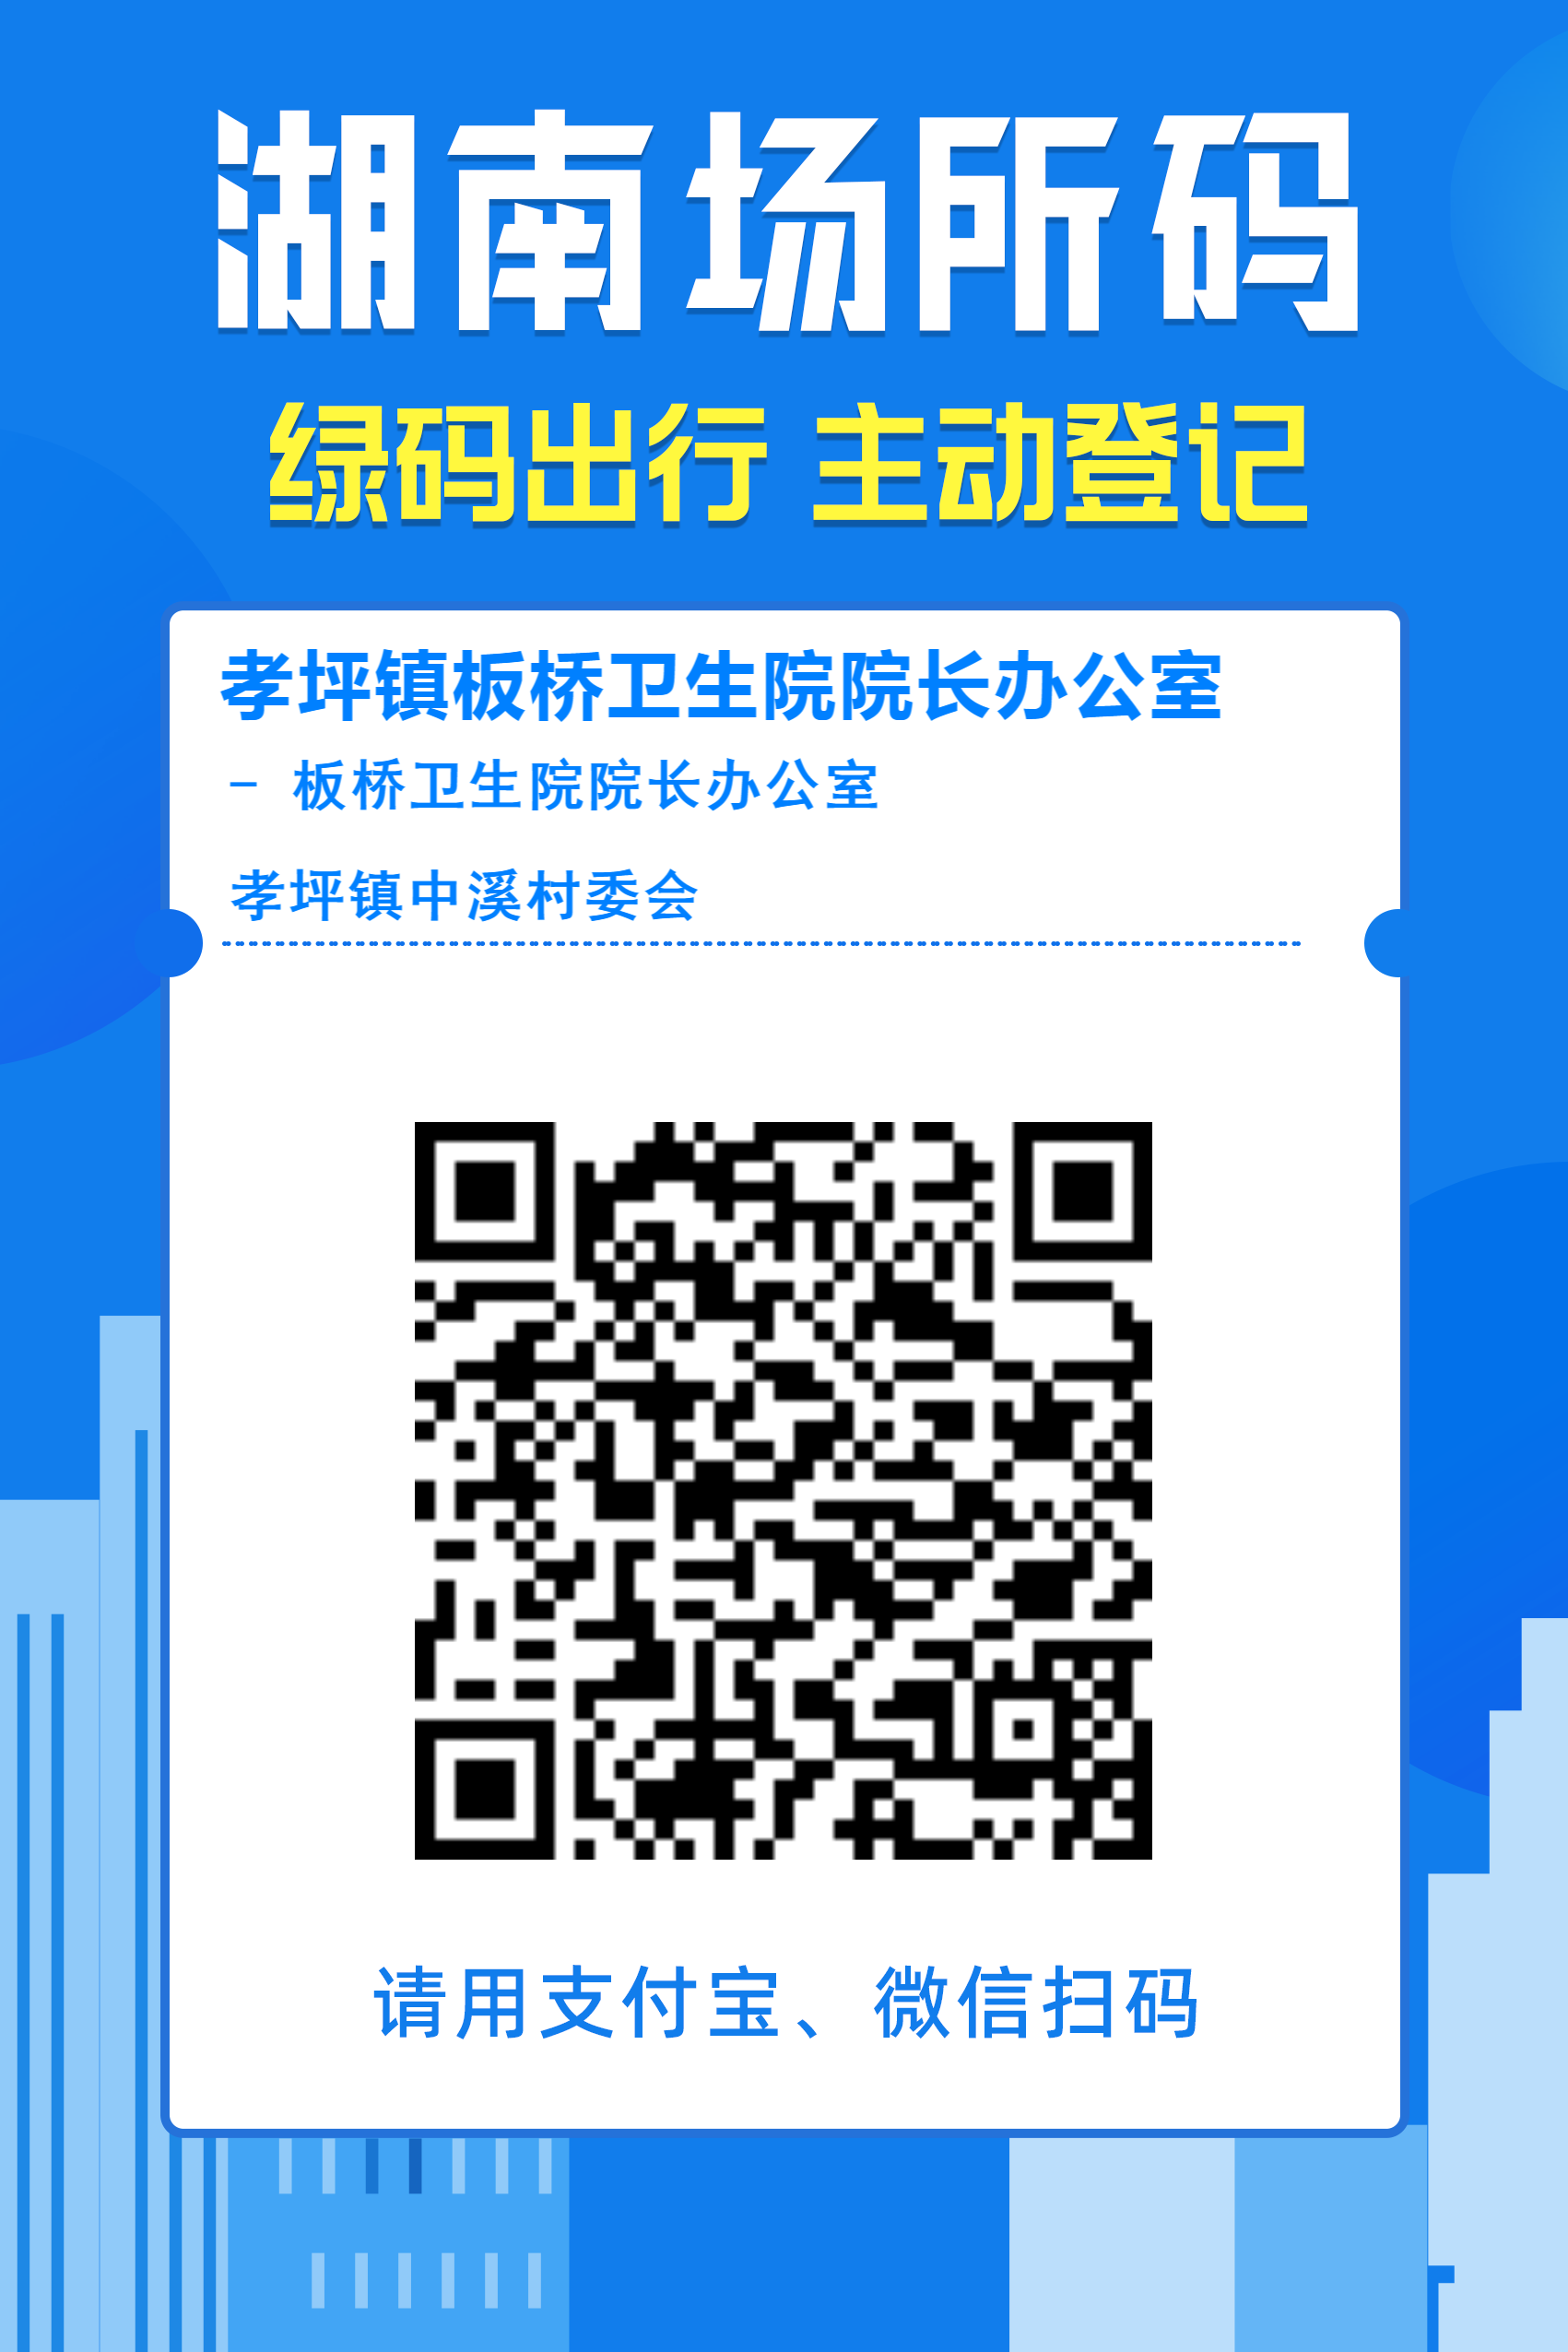 湖南场所码
绿码出行 主动登记
孝坪镇板桥卫生院院长办公室
– 板桥卫生院院长办公室
孝坪镇中溪村委会
请用支付宝、微信扫码